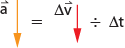 a⃗ = Δv⃗ ÷ Δt